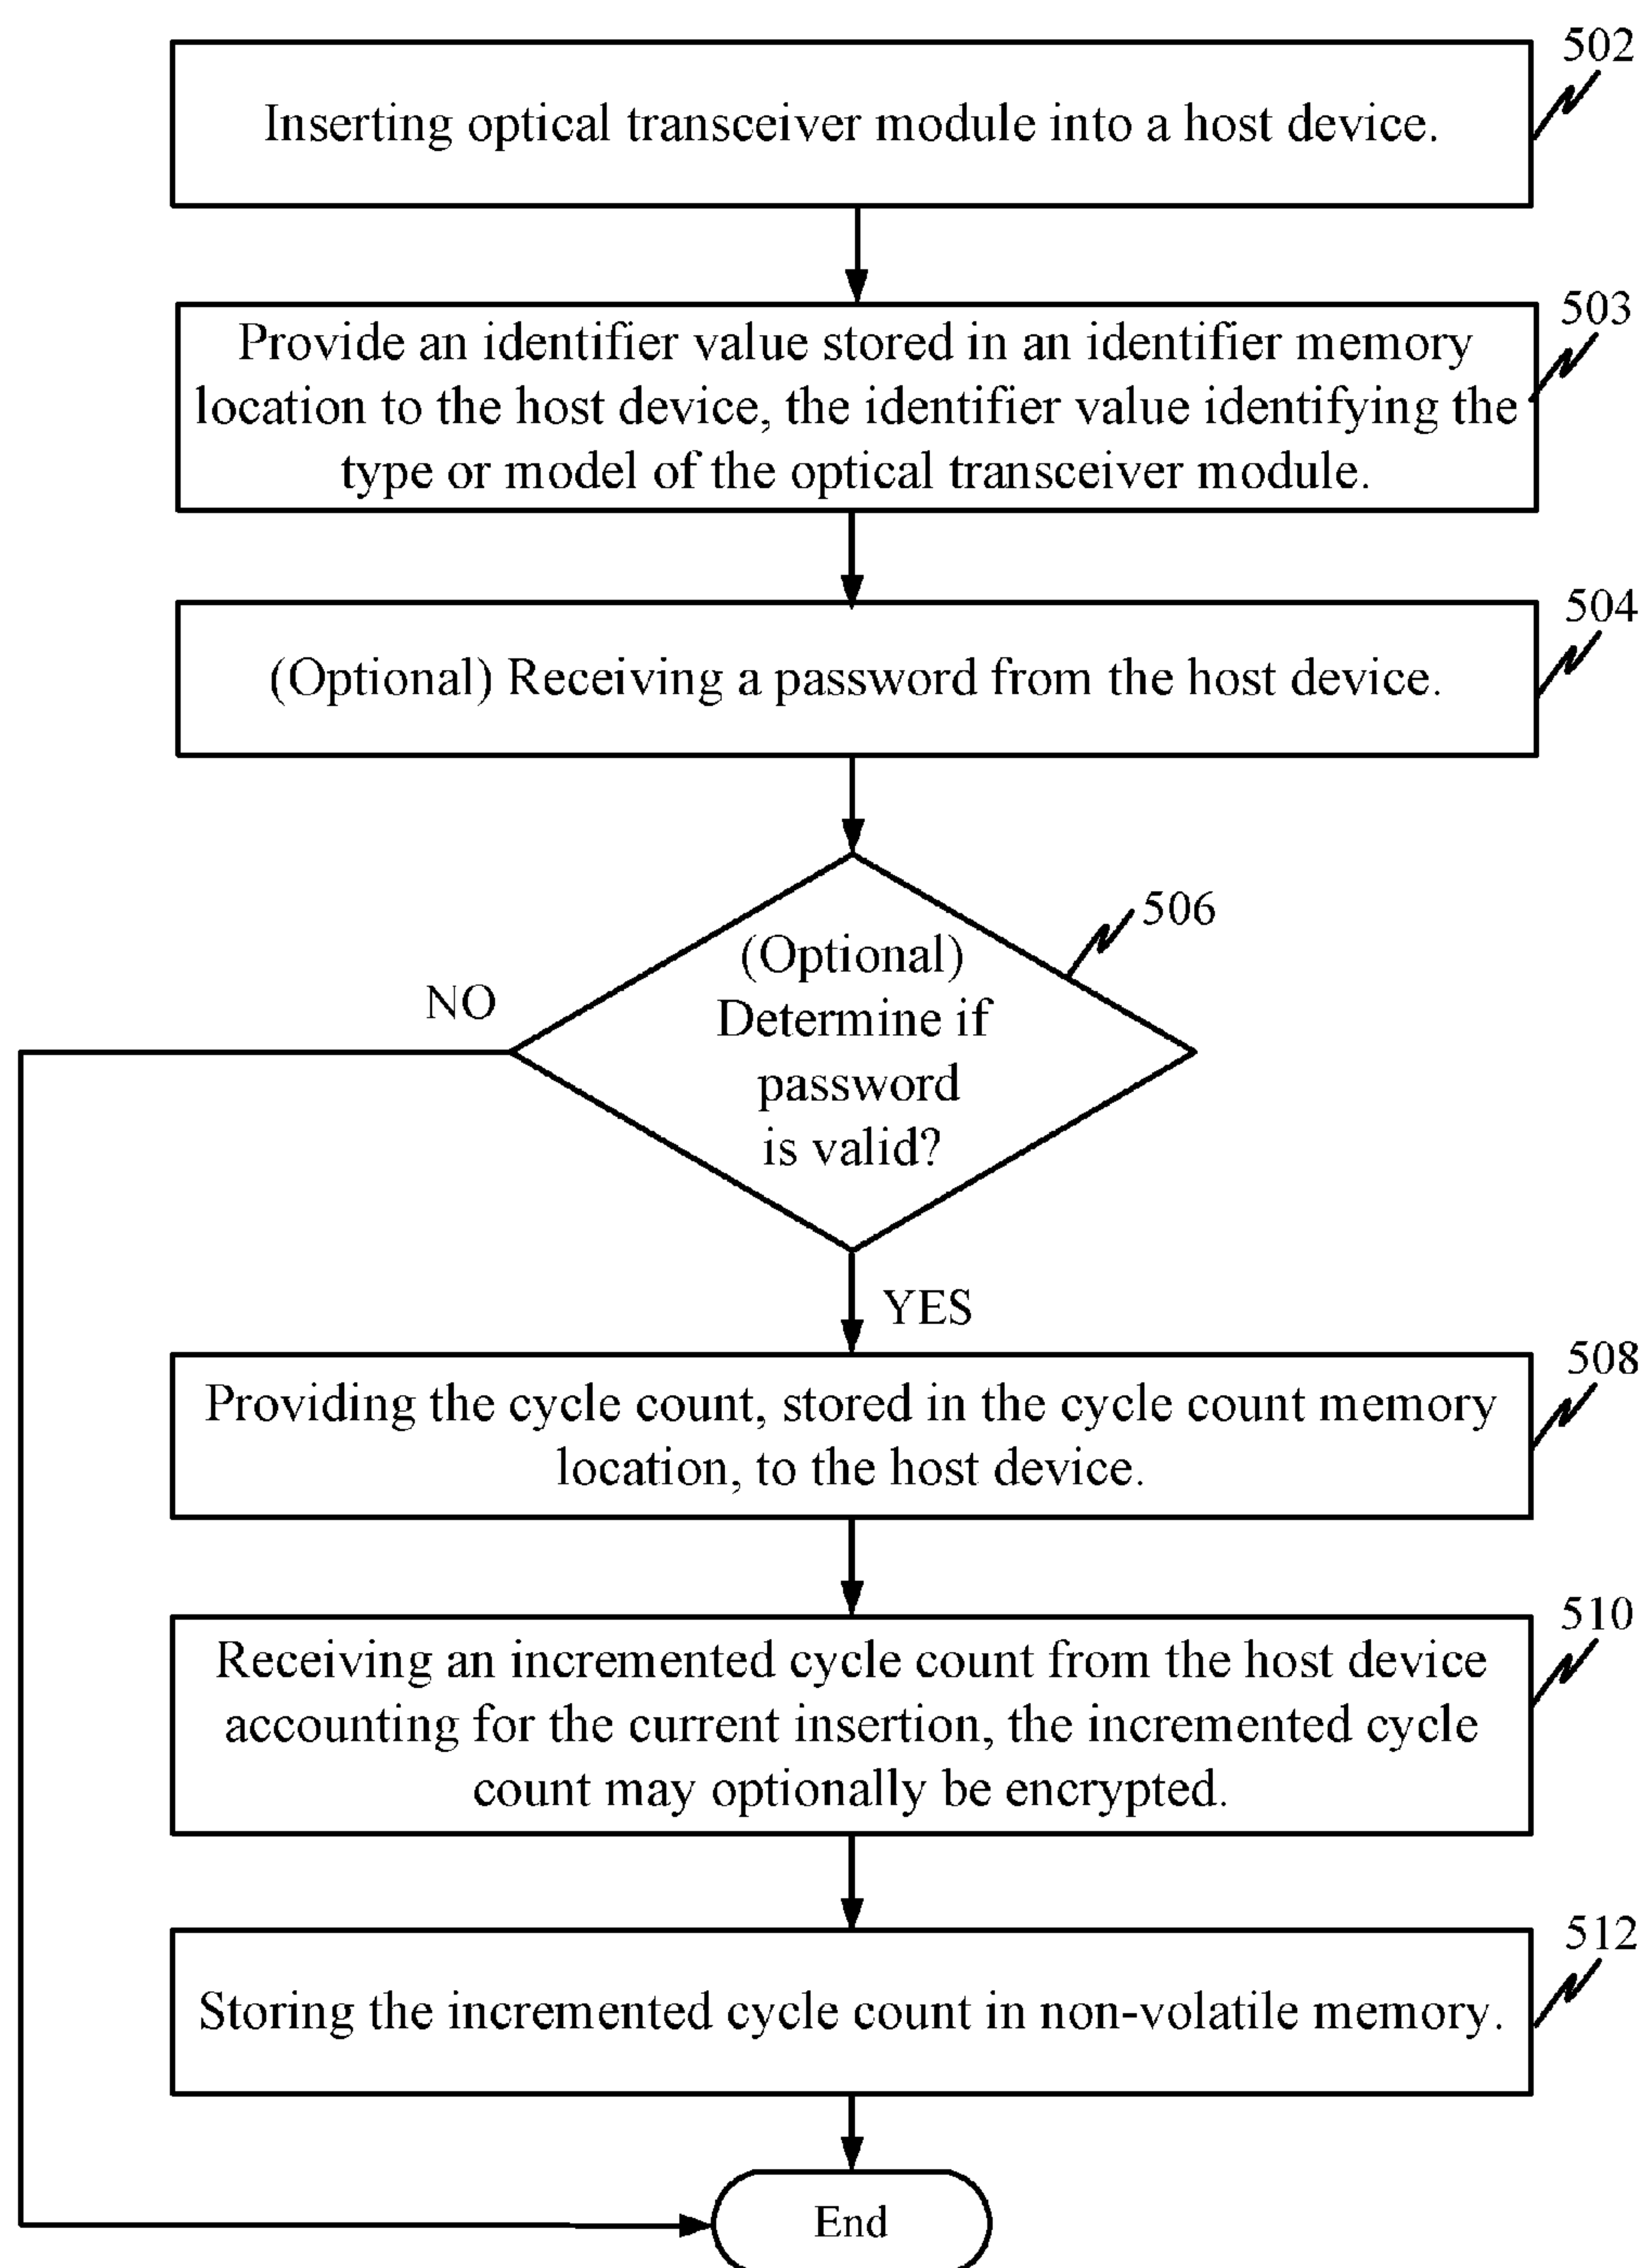 502
Inserting optical transceiver module into a host device.
503
Provide an identifier value stored in an identifier memory
location to the host device, the identifier value identifying the
type or model of the optical transceiver module.
504
(Optional) Receiving a password from the host device.
506
(Optional)
Determine if
password
is valid?
NO
YES
508
Providing the cycle count, stored in the cycle count memory
location, to the host device.
510
Receiving an incremented cycle count from the host device
accounting for the current insertion, the incremented cycle
count may optionally be encrypted.
512
Storing the incremented cycle count in non-volatile memory.
End